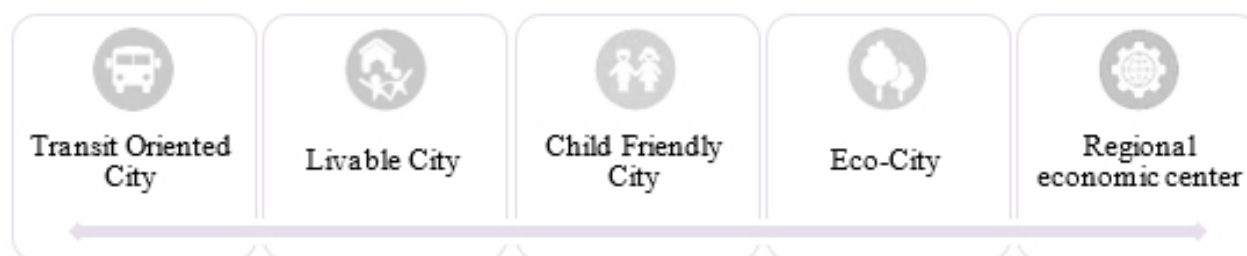 Transit Oriented
City
Livable City
Child Friendly
City
Eco-City
Regional
economic center